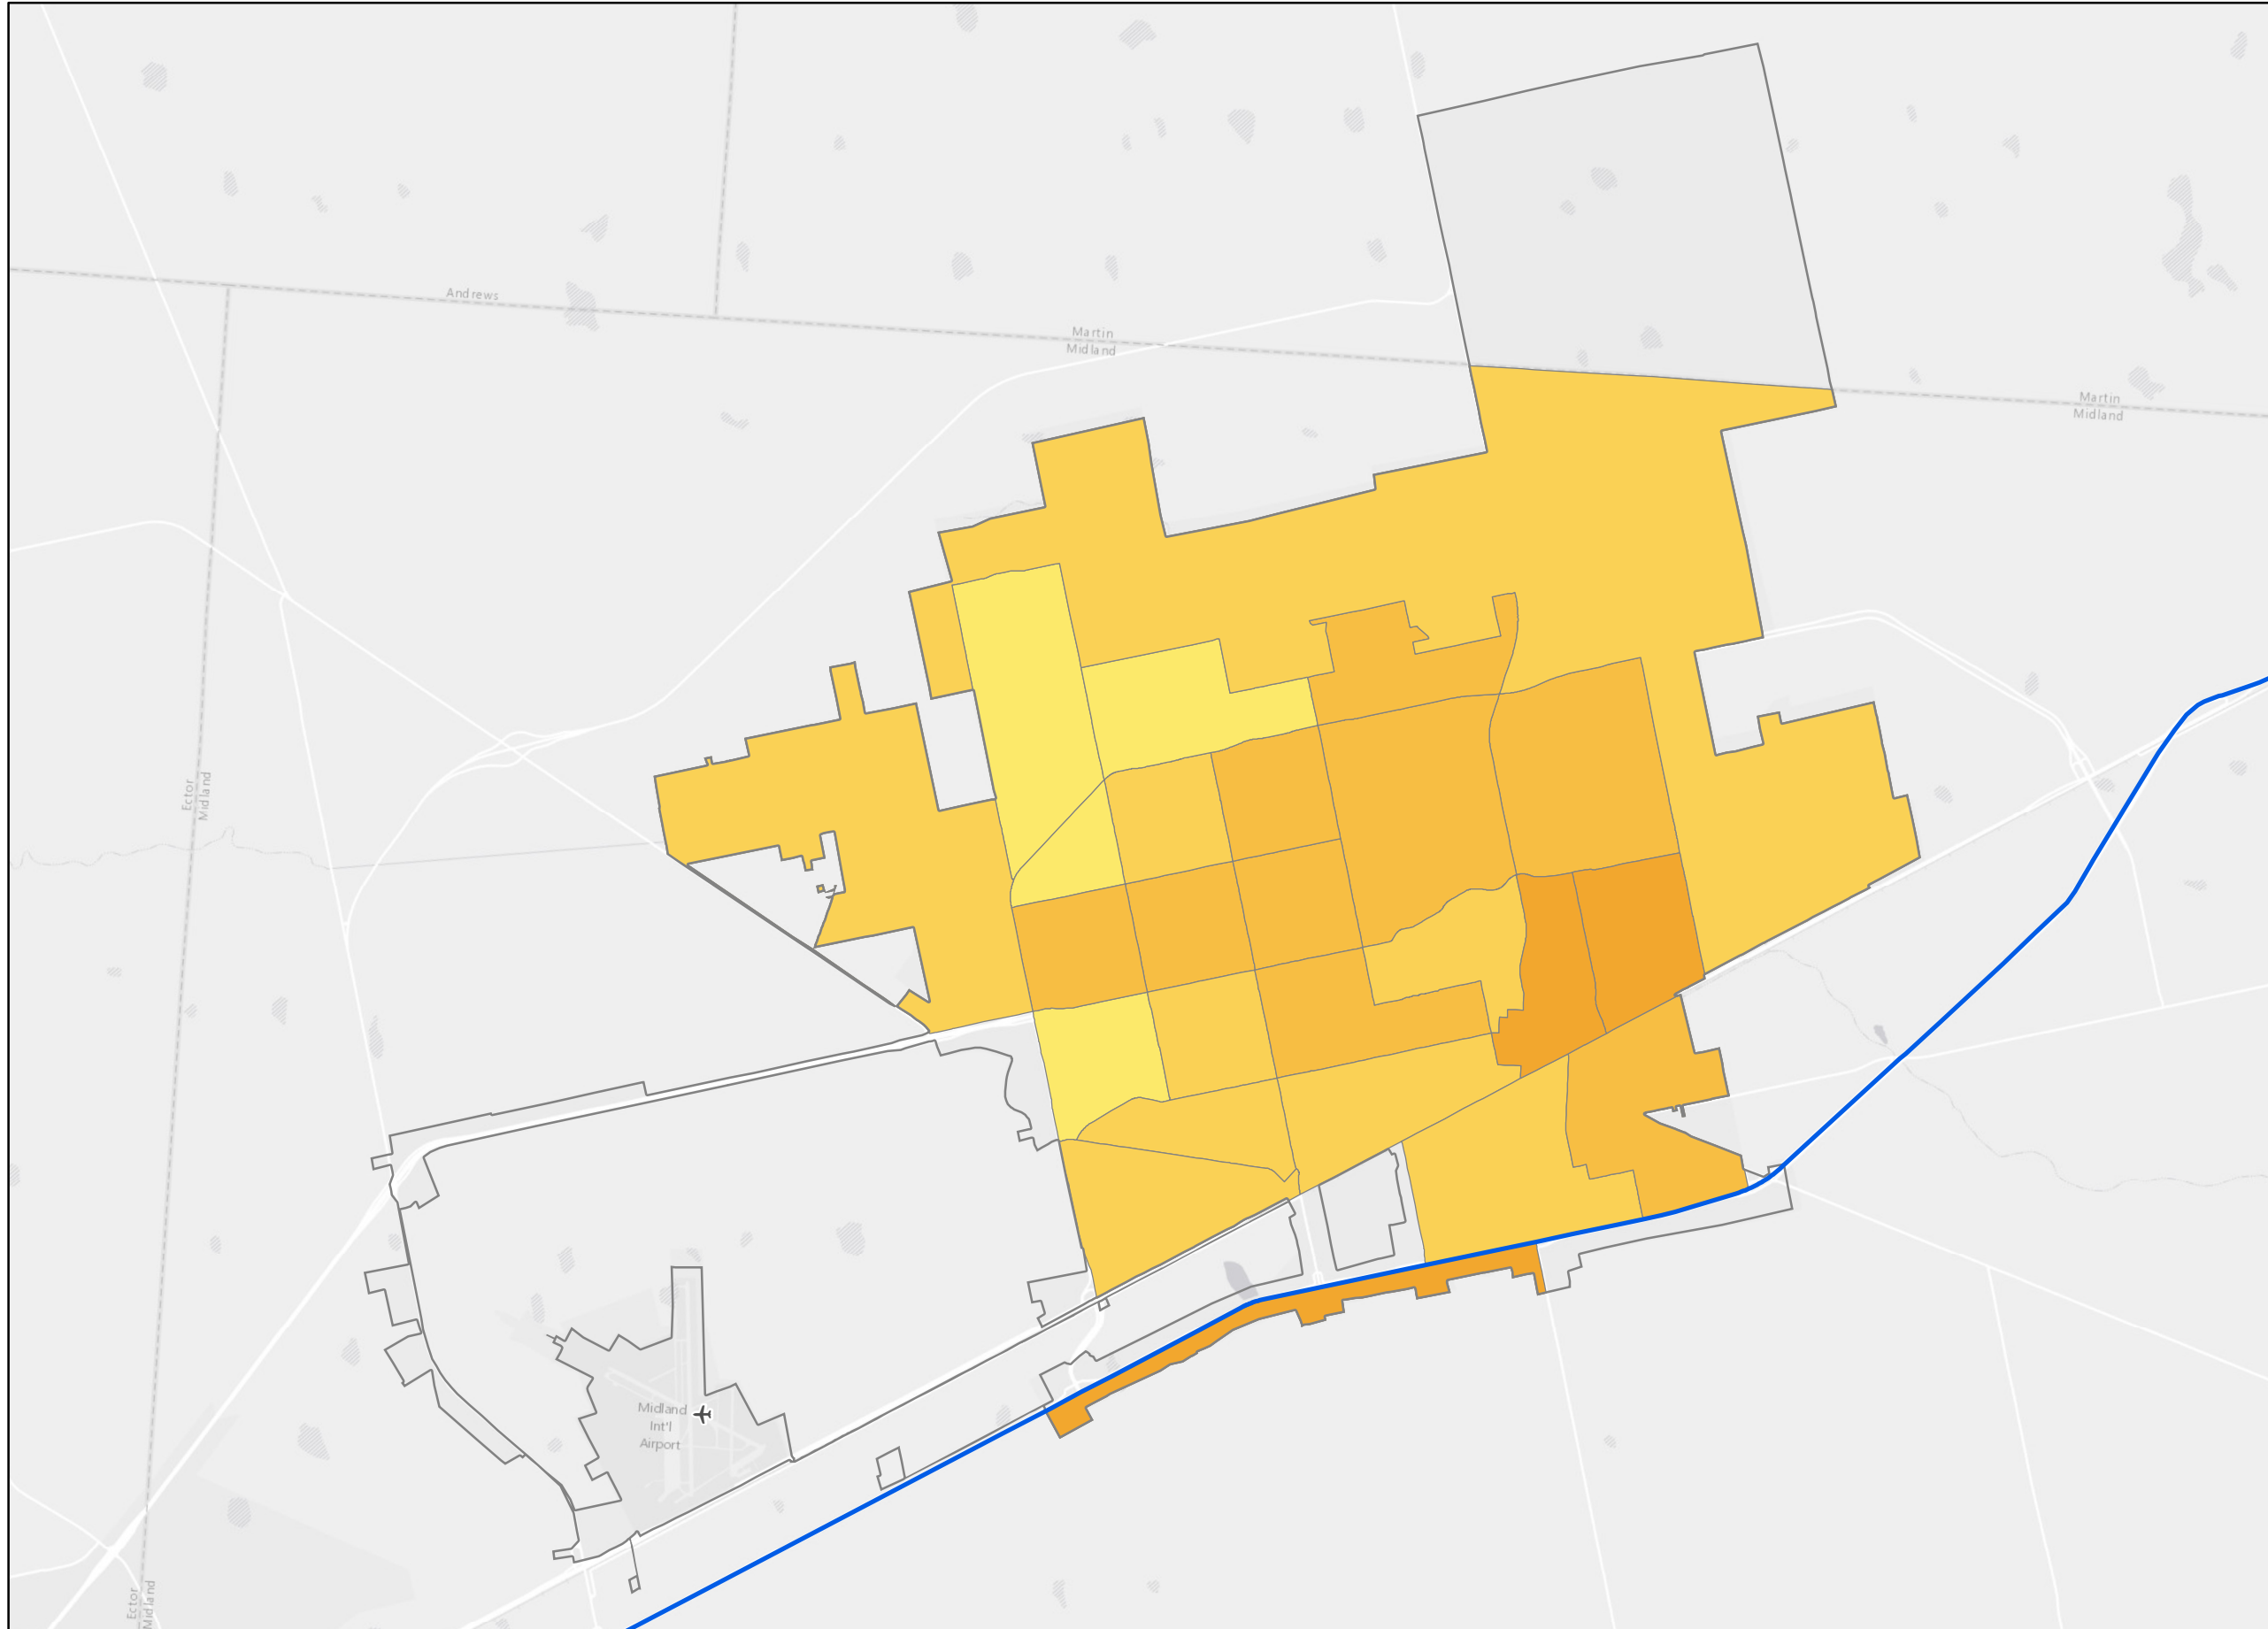 Andrews
Martin
Midland
Martin
Midland
Ector
Midland
Midland
Int'l
Airport
Ector
Midland